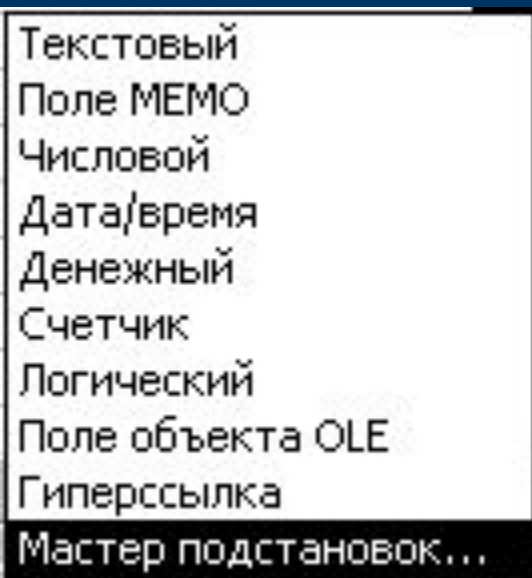 Текстовый
Поле MEMO
Числовой
Дата/время
Денежный
Счетчик
Логический
Поле объекта OLE
Гиперссылка
Мастер подстановок...